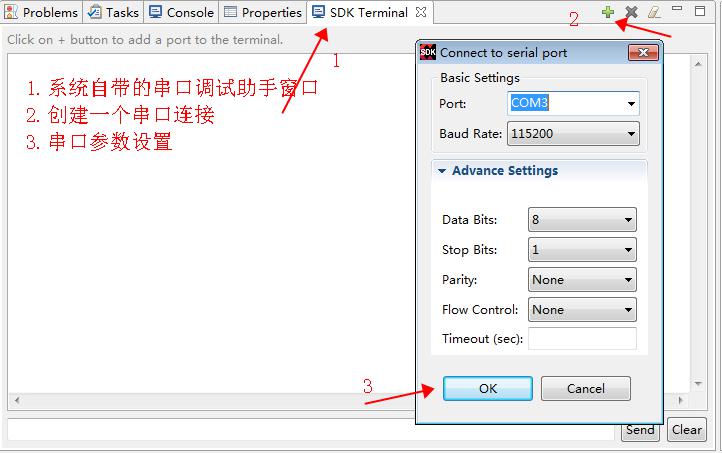 Problems Tasks Console Properties SDK Terminal
2
Click on + button to add a port to the terminal.
1
1. 系统自带的串口调试助手窗口
2. 创建一个串口连接
3. 串口参数设置
SDK Connect to serial port
Basic Settings
Port: COM3
Baud Rate: 115200
Advance Settings
Data Bits: 8
Stop Bits: 1
Parity: None
Flow Control: None
Timeout (sec):
3
OK Cancel
Send Clear